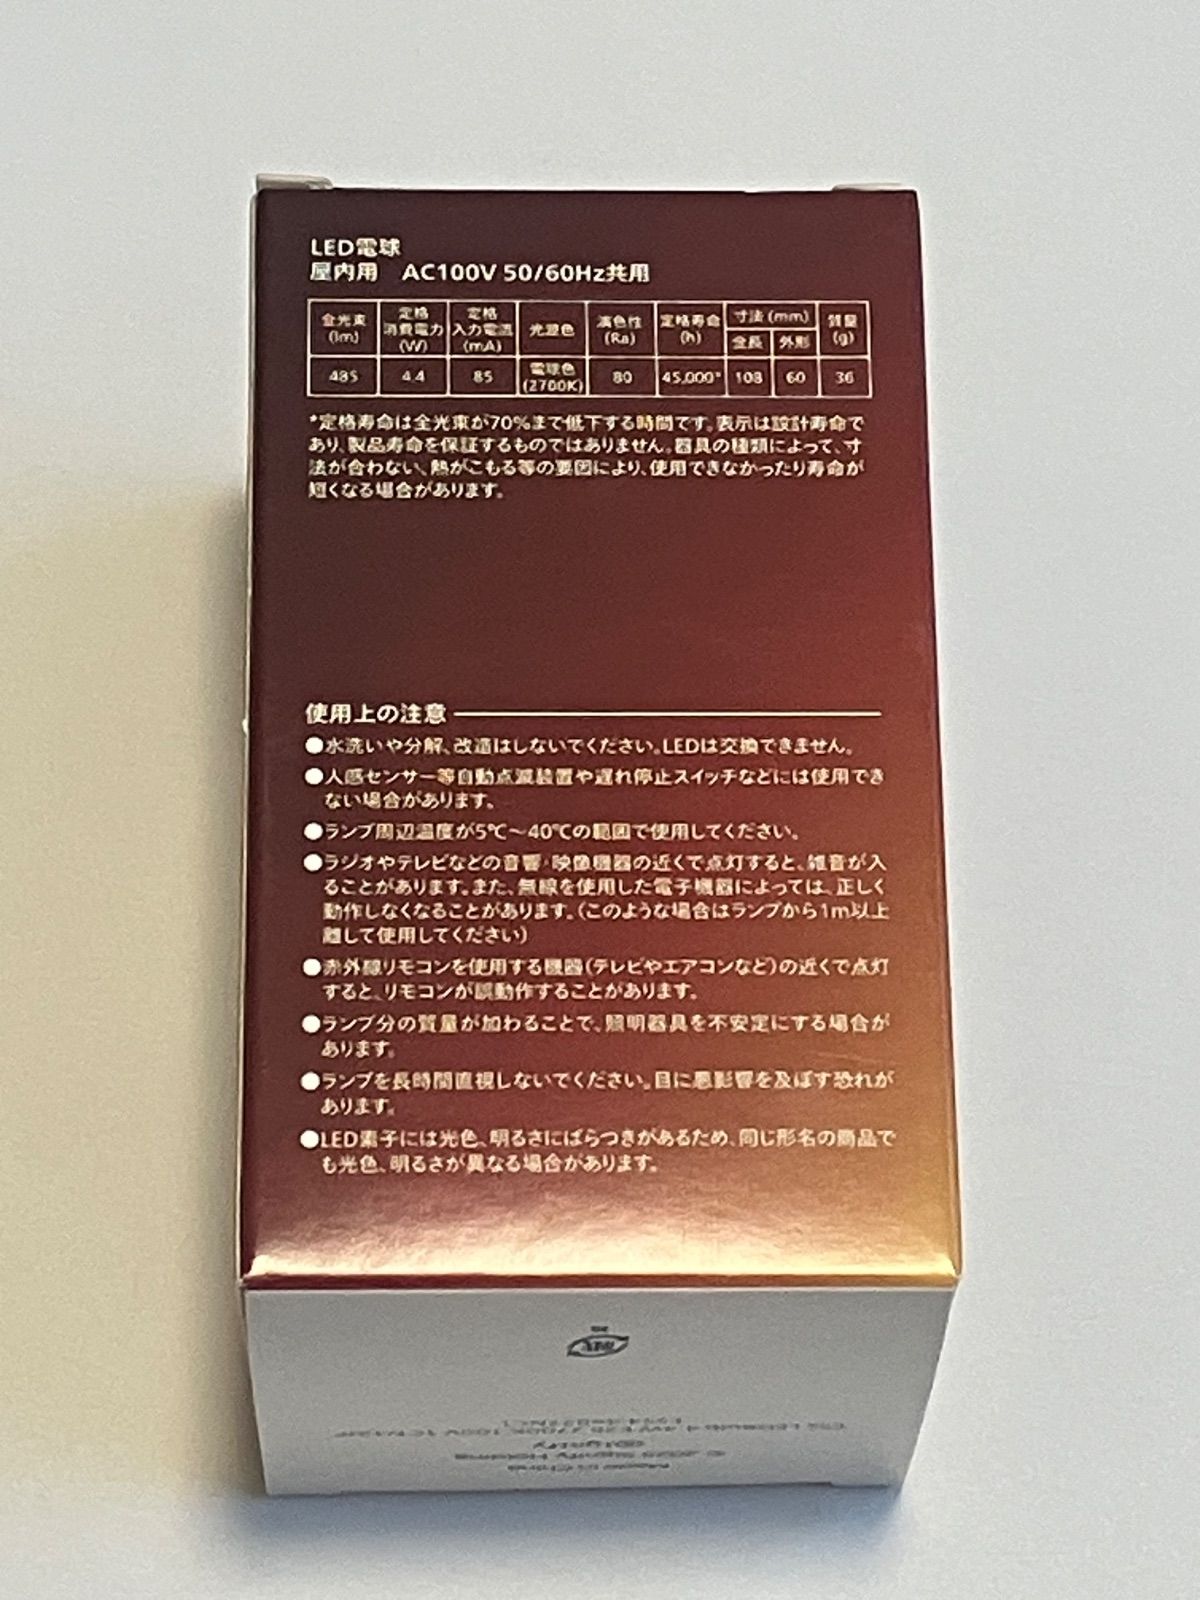 LED電球
屋内用　AC100V 50/60Hz共用
全光束 定格 定格 光源色 演色性 定格寿命 寸法 (mm) 質量
(lm) 消費電力 入力電流 (Ra) (h) 全長 外形 (g)
(W) (mA)
485 4.4 85 電球色 80 45,000* 108 60 36
(2700K)
*定格寿命は全光束が70%まで低下する時間です。表示は設計寿命で
あり、製品寿命を保証するものではありません。器具の種類によって、寸
法が合わない、熱がこもる等の要因により、使用できなかったり寿命が
短くなる場合があります。
使用上の注意
●水洗いや分解、改造はしないでください。LEDは交換できません。
●人感センサー等自動点滅装置や遅れ停止スイッチなどには使用でき
ない場合があります。
●ランプ周辺温度が5℃～40℃の範囲で使用してください。
●ラジオやテレビなどの音響・映像機器の近くで点灯すると、雑音が入
ることがあります。また、無線を使用した電子機器によっては、正しく
動作しなくなることがあります。（このような場合はランプから1m以上
離して使用してください）
●赤外線リモコンを使用する機器（テレビやエアコンなど）の近くで点灯
すると、リモコンが誤動作することがあります。
●ランプ分の質量が加わることで、照明器具を不安定にする場合が
あります。
●ランプを長時間直視しないでください。目に悪影響を及ぼす恐れが
あります。
●LED素子には光色、明るさにばらつきがあるため、同じ形名の商品で
も光色、明るさが異なる場合があります。
Made in China
Signify Holding